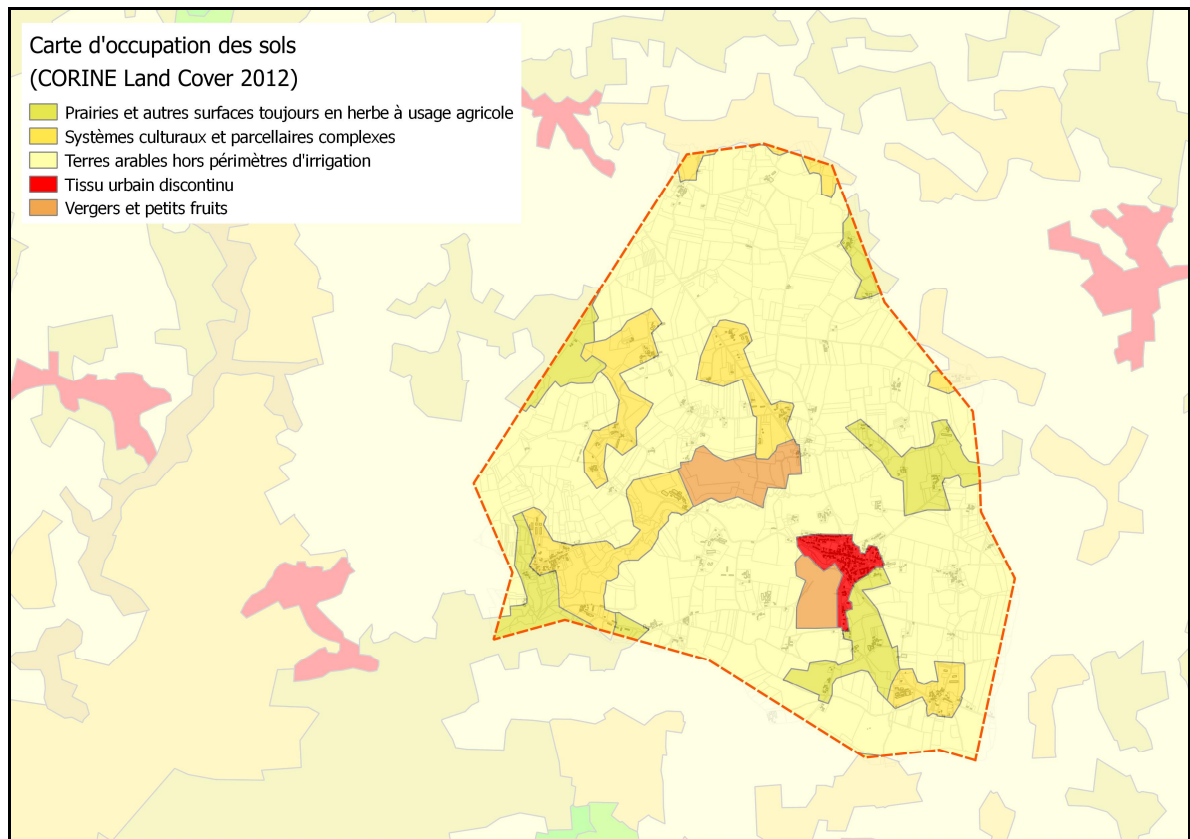 Carte d'occupation des sols
(CORINE Land Cover 2012)
Prairies et autres surfaces toujours en herbe à usage agricole
Systèmes culturaux et parcellaires complexes
Terres arables hors périmètres d'irrigation
Tissu urbain discontinu
Vergers et petits fruits